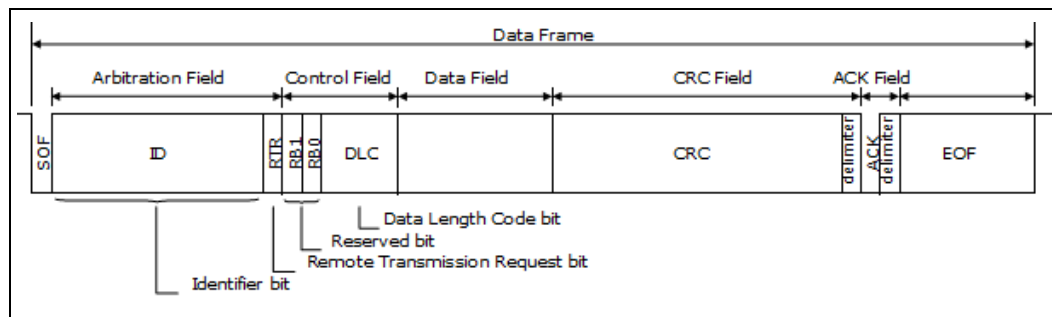 Data Frame
Arbitration Field Control Field Data Field CRC Field ACK Field
SOF ID RTR RB1 RB0 DLC CRC delimiter ACK delimiter EOF
Data Length Code bit
Reserved bit
Remote Transmission Request bit
Identifier bit